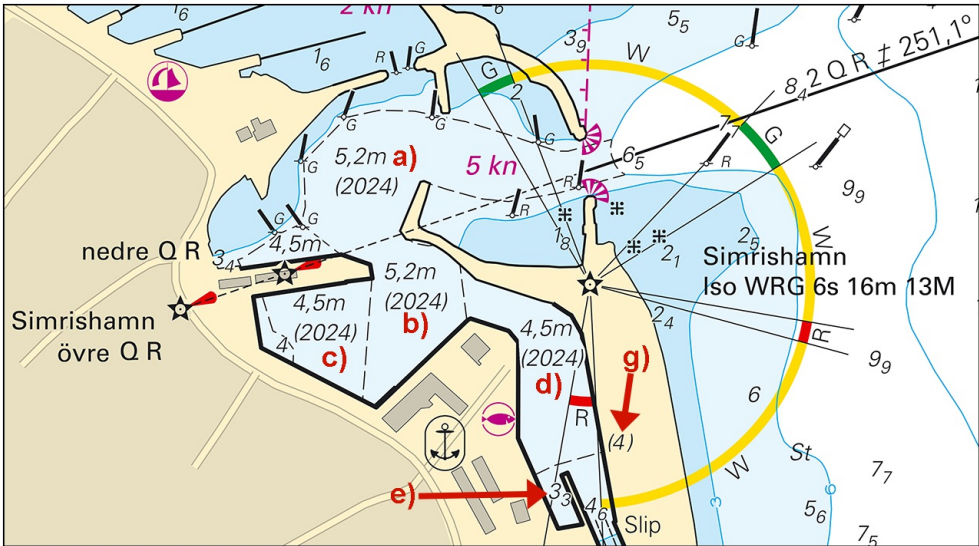 1₆
2 kn
1₆
R
G
G
3₉
W
5₅
G
G
2
8₄
2 Q R ‡ 251,1°
7₇
G
G
G
G
5,2m a)
(2024)
5 kn
R
6₅
R
9₉
G
G
R
1₈
2₁
2₅
W
nedre Q R
3₄
4,5m
Simrishamn
Iso WRG 6s 16m 13M
5,2m
(2024)
b)
4,5m
(2024)
c)
4
Simrishamn
övre Q R
4,5m
(2024)
d)
g)
2₄
R
9₉
R
(4)
6
W
St
7₇
e)
3₃
4₆
Slip
3
6
5₆
7₅